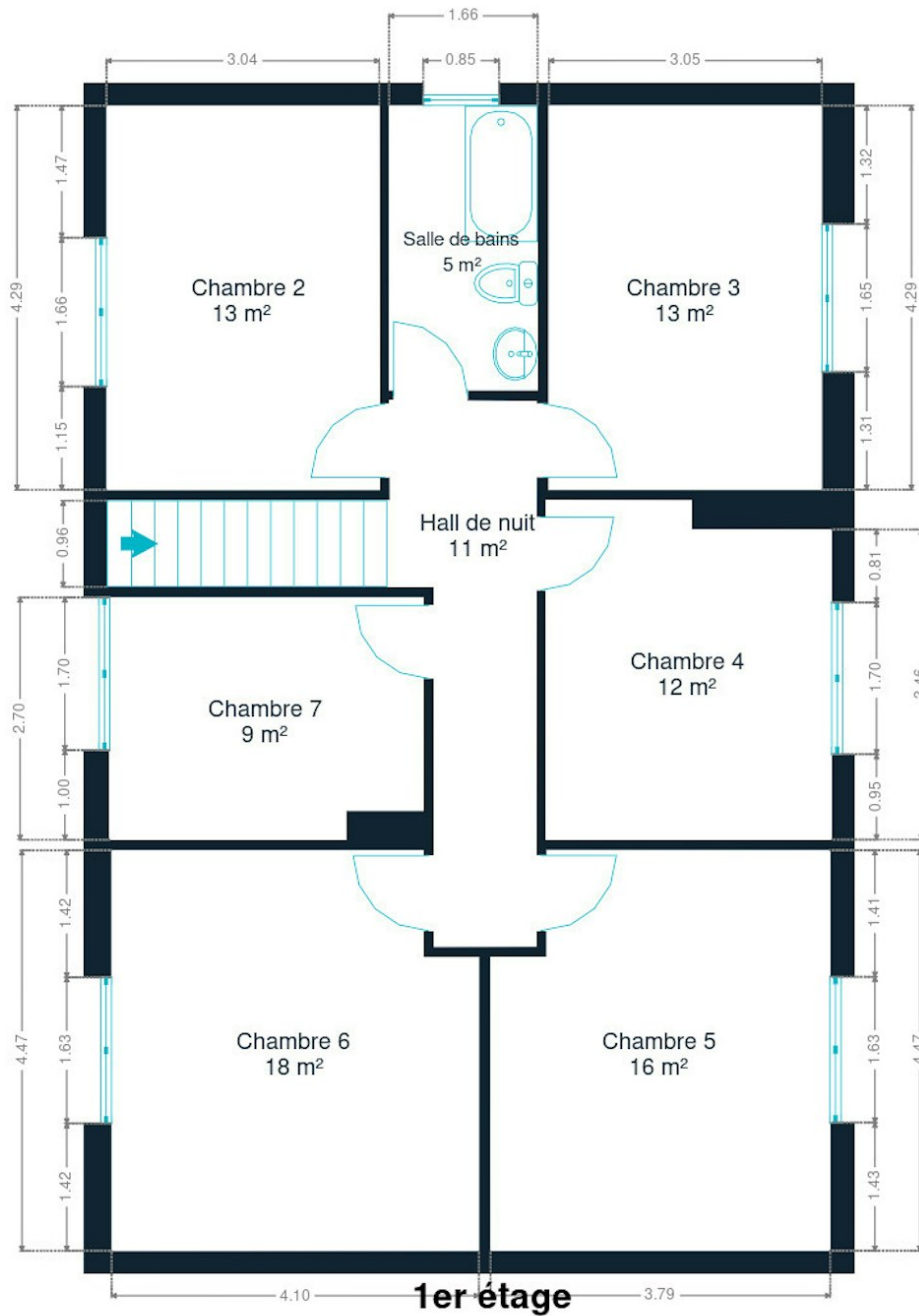 1.66
3.04
0.85
3.05
1.47
1.32
Salle de bains
5 m²
4.29
1.66
Chambre 2
13 m²
Chambre 3
13 m²
1.65
4.29
1.15
1.31
0.96
Hall de nuit
11 m²
0.81
2.70
1.70
Chambre 7
9 m²
Chambre 4
12 m²
1.70
1.00
0.95
1.42
1.41
4.47
1.63
Chambre 6
18 m²
Chambre 5
16 m²
1.63
4.47
1.42
1.43
4.10
1er étage
3.79